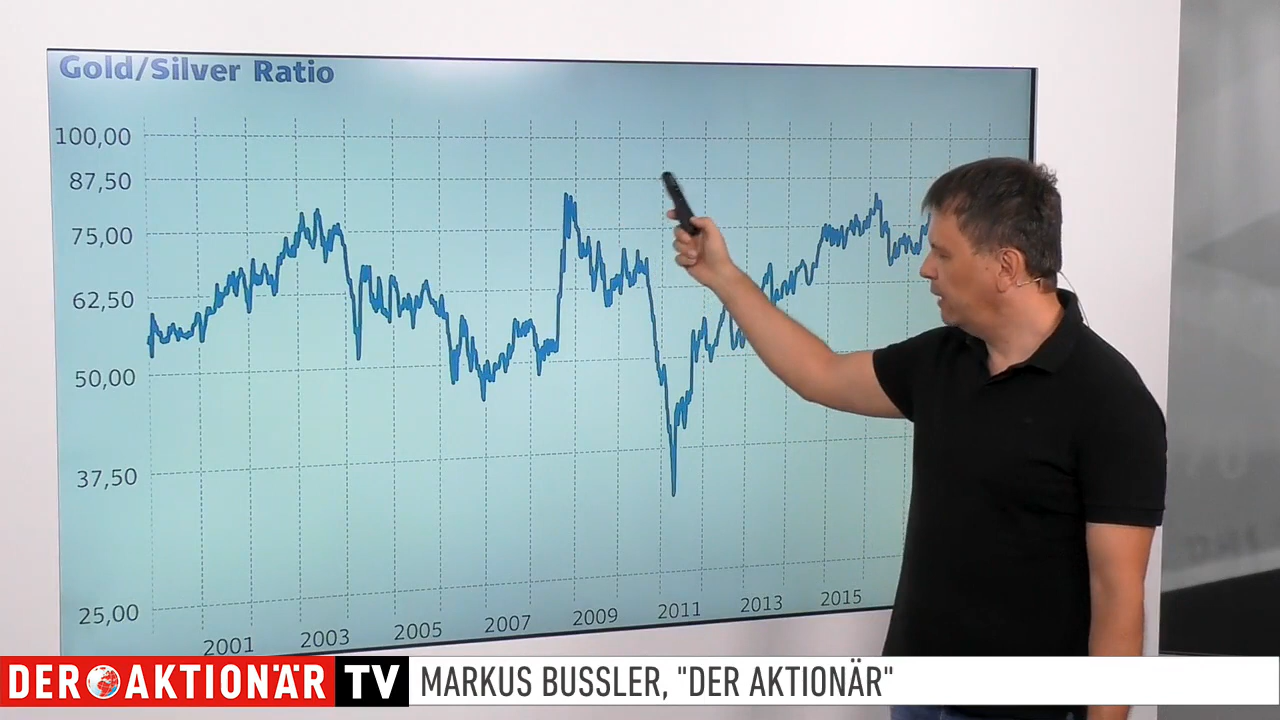 Gold/Silver Ratio
100,00
87,50
75,00
62,50
50,00
37,50
25,00
2001 2003 2005 2007 2009 2011 2013 2015
DER AKTIONÄR TV MARKUS BUSSLER, "DER AKTIONÄR"